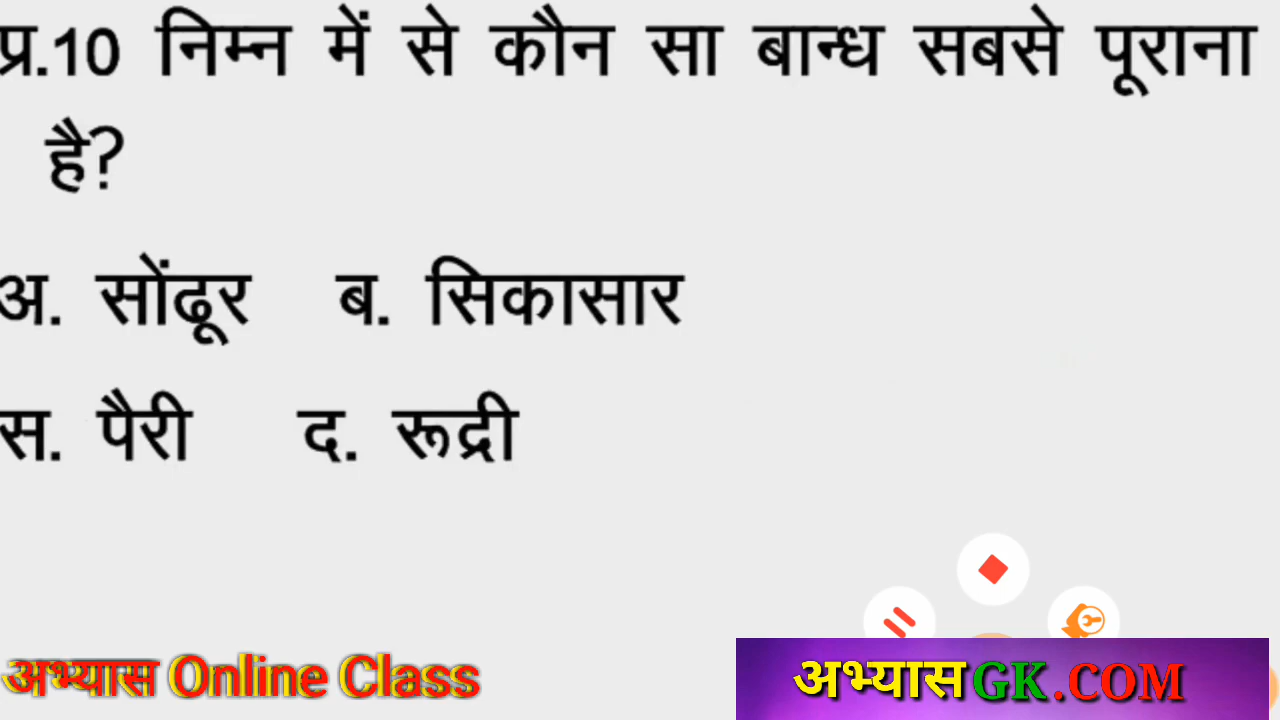 प्र.10 निम्न में से कौन सा बान्ध सबसे पूराना
है?
अ. सोंढूर ब. सिकासार
स. पैरी द. रूद्री
अभ्यास Online Class
अभ्यास GK.COM